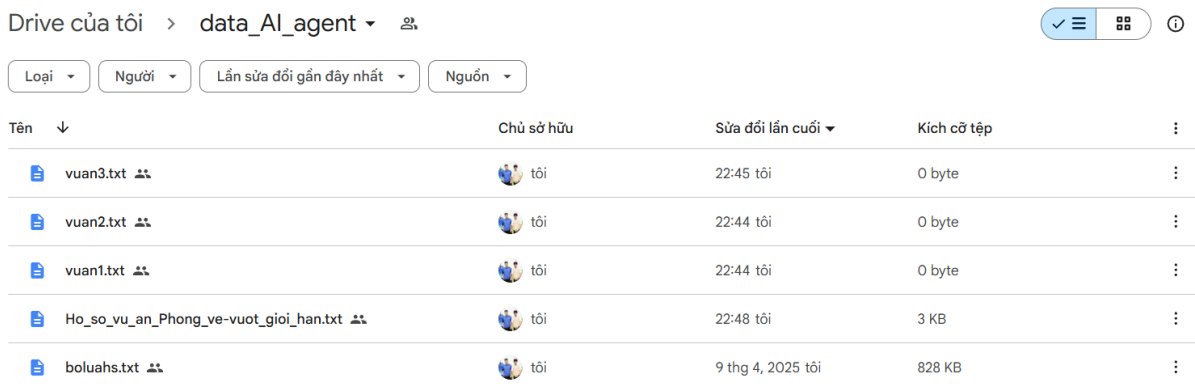 Drive của tôi > data_AI_agent
Loại Người Lần sửa đổi gần đây nhất Nguồn
Tên Chủ sở hữu Sửa đổi lần cuối Kích cỡ tệp
vuan3.txt tôi 22:45 tôi 0 byte
vuan2.txt tôi 22:44 tôi 0 byte
vuan1.txt tôi 22:44 tôi 0 byte
Ho_so_vu_an_Phong_ve-vuot_gioi_han.txt tôi 22:48 tôi 3 KB
boluahs.txt tôi 9 thg 4, 2025 tôi 828 KB